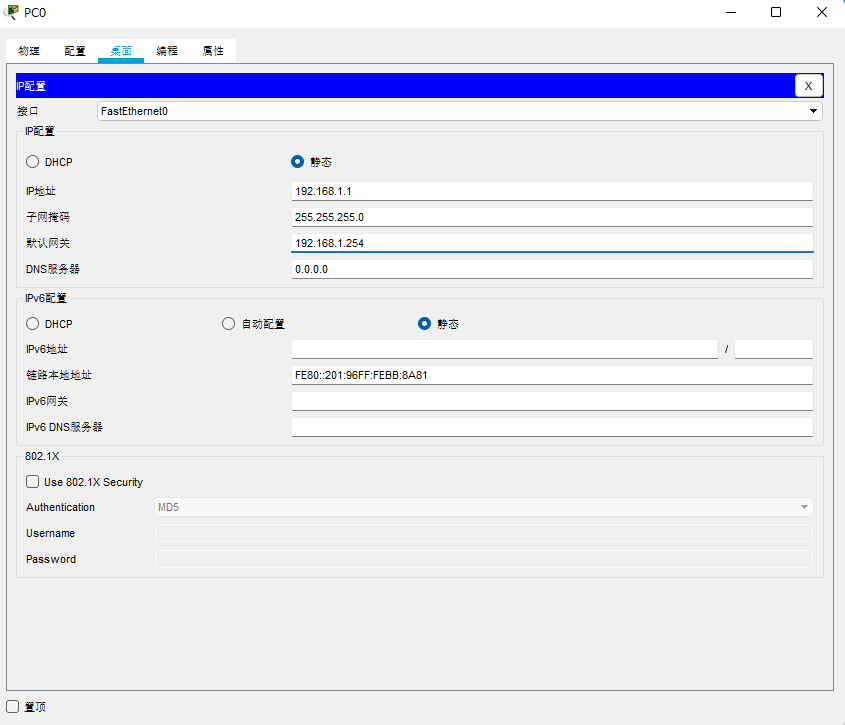 PC0
物理 配置 桌面 编程 属性
IP配置 X
接口 FastEthernet0
IP配置
DHCP 静态
IP地址 192.168.1.1
子网掩码 255.255.255.0
默认网关 192.168.1.254
DNS服务器 0.0.0.0
IPv6配置
DHCP 自动配置 静态
IPv6地址 /
链路本地地址 FE80::201:96FF:FEBB:8A81
IPv6网关
IPv6 DNS服务器
802.1X
Use 802.1X Security
Authentication MD5
Username
Password
置顶